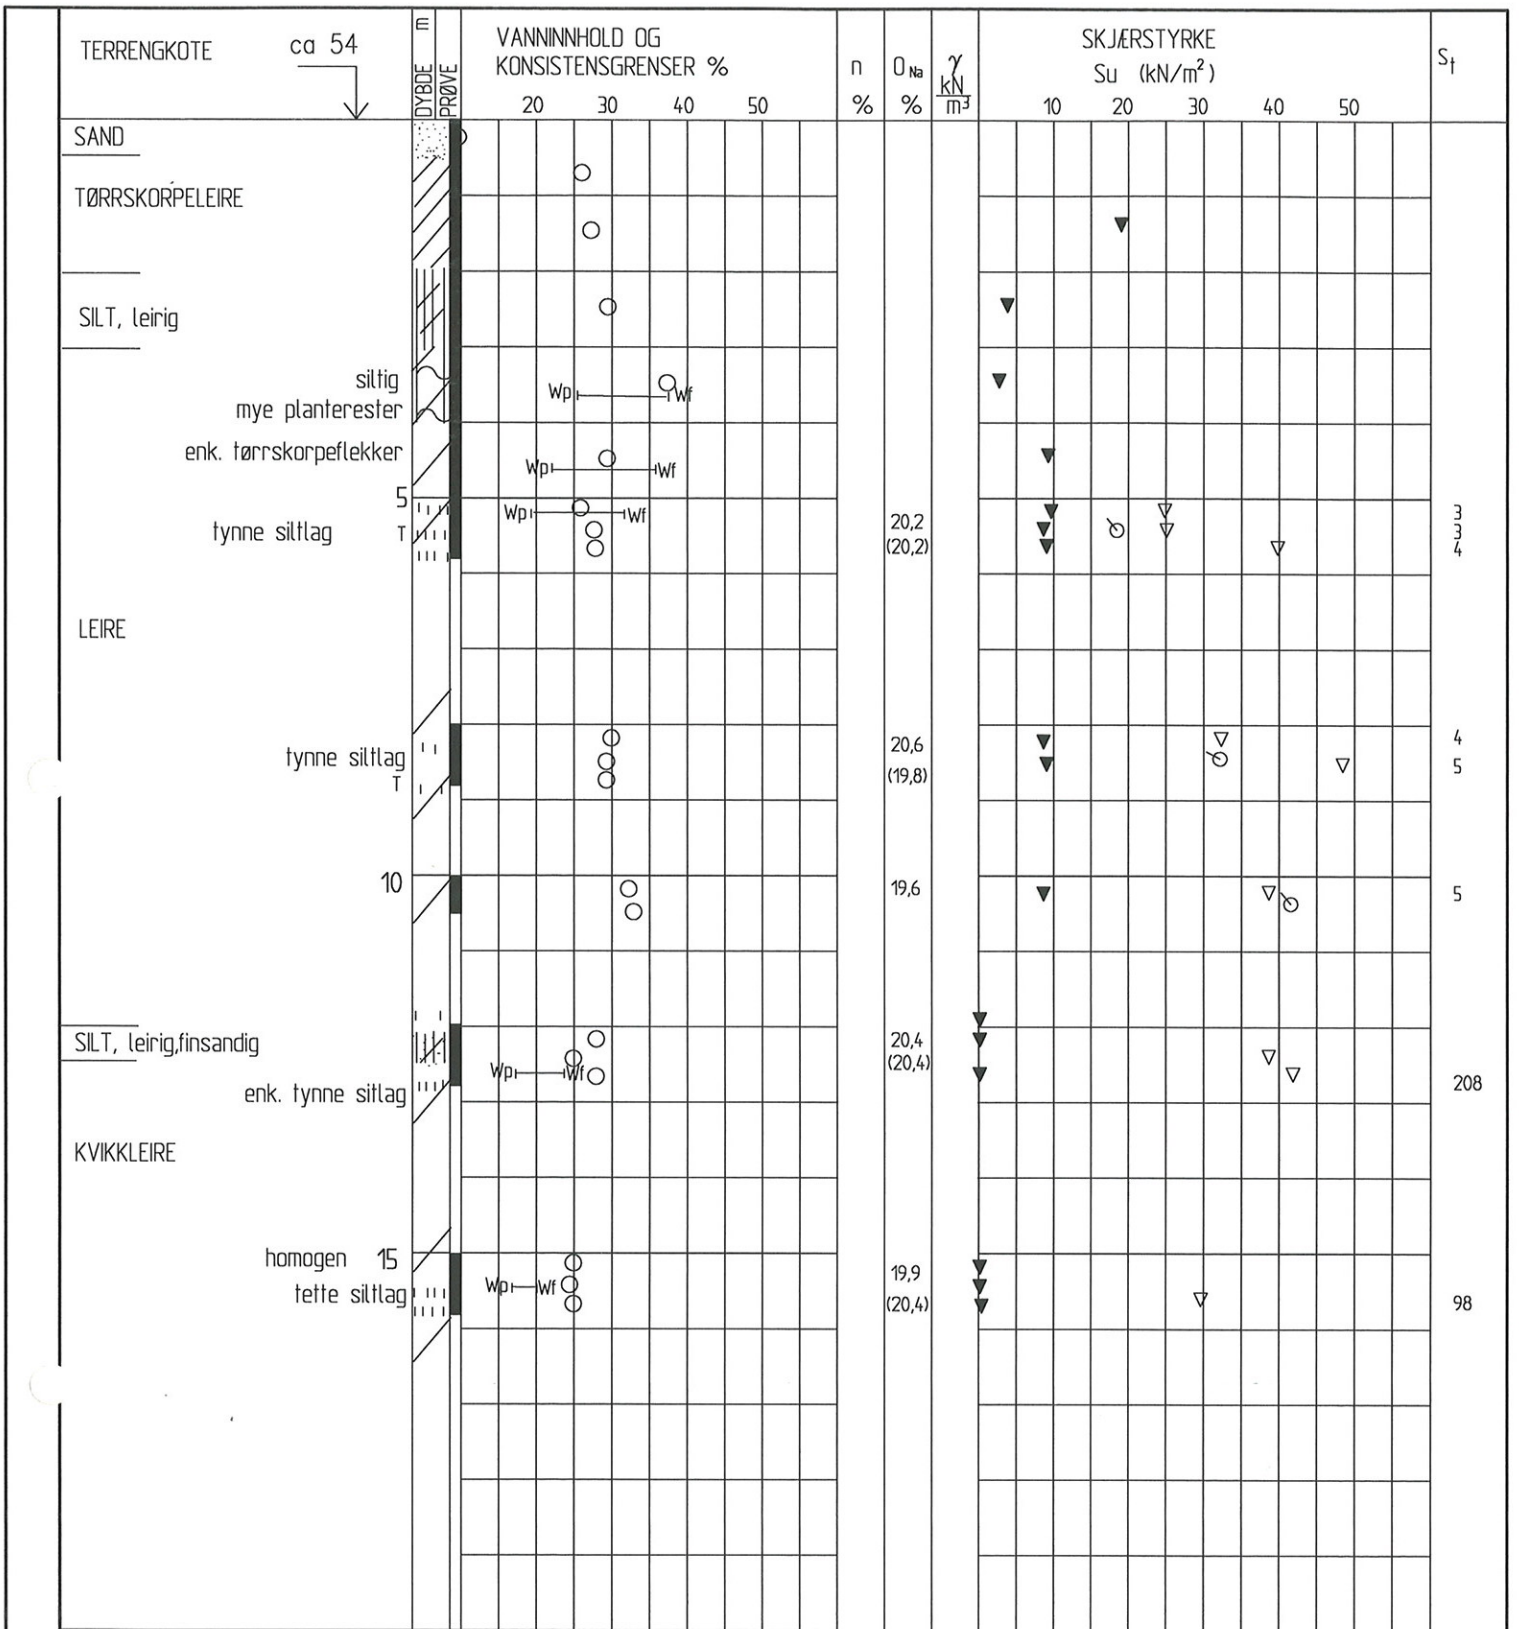 TERRENGKOTE ca 54
DYBDE m
PRØVE
VANNINNHOLD OG
KONSISTENSGRENSER %
20 30 40 50
n
%
O Na
%
γ
kN
m³
SKJÆRSTYRKE
Su (kN/m²)
10 20 30 40 50
St
SAND
TØRRSKORPELEIRE
SILT, leirig
siltig
Wp Wf
mye planterester
enk. tørrskorpeflekker
Wp Wf
5
Wp Wf
3
20,2
3
tynne siltlag T
(20,2)
4
LEIRE
4
20,6
tynne siltlag
5
T
(19,8)
10
19,6
5
SILT, leirig,finsandig
20,4
(20,4)
Wp Wf
208
enk. tynne sitlag
KVIKKLEIRE
homogen 15
19,9
Wp Wf
tette siltlag
(20,4)
98